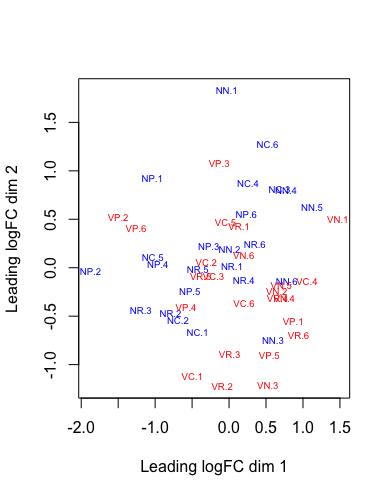 NN.1
NC.6
VP.3
NP.1
NC.4
NC.3
NN.4
NN.5
VP.2
NP.6
VN.1
VC.5
VR.1
VP.6
NR.6
NP.3
NN.2
VN.6
NC.5
NP.4
VC.2
NR.1
NR.5
NP.2
VR.5
VC.3
NR.4
NN.6
VC.4
VN.5
NP.5
VN.2
VN.4
VC.6
VP.4
NR.3
NR.2
NC.2
VP.1
NC.1
VR.6
NN.3
VR.3
VP.5
VC.1
VR.2
VN.3
Leading logFC dim 2
1.5
1.0
0.5
0.0
-1.0
-2.0
-1.0
0.0
0.5
1.0
1.5
Leading logFC dim 1